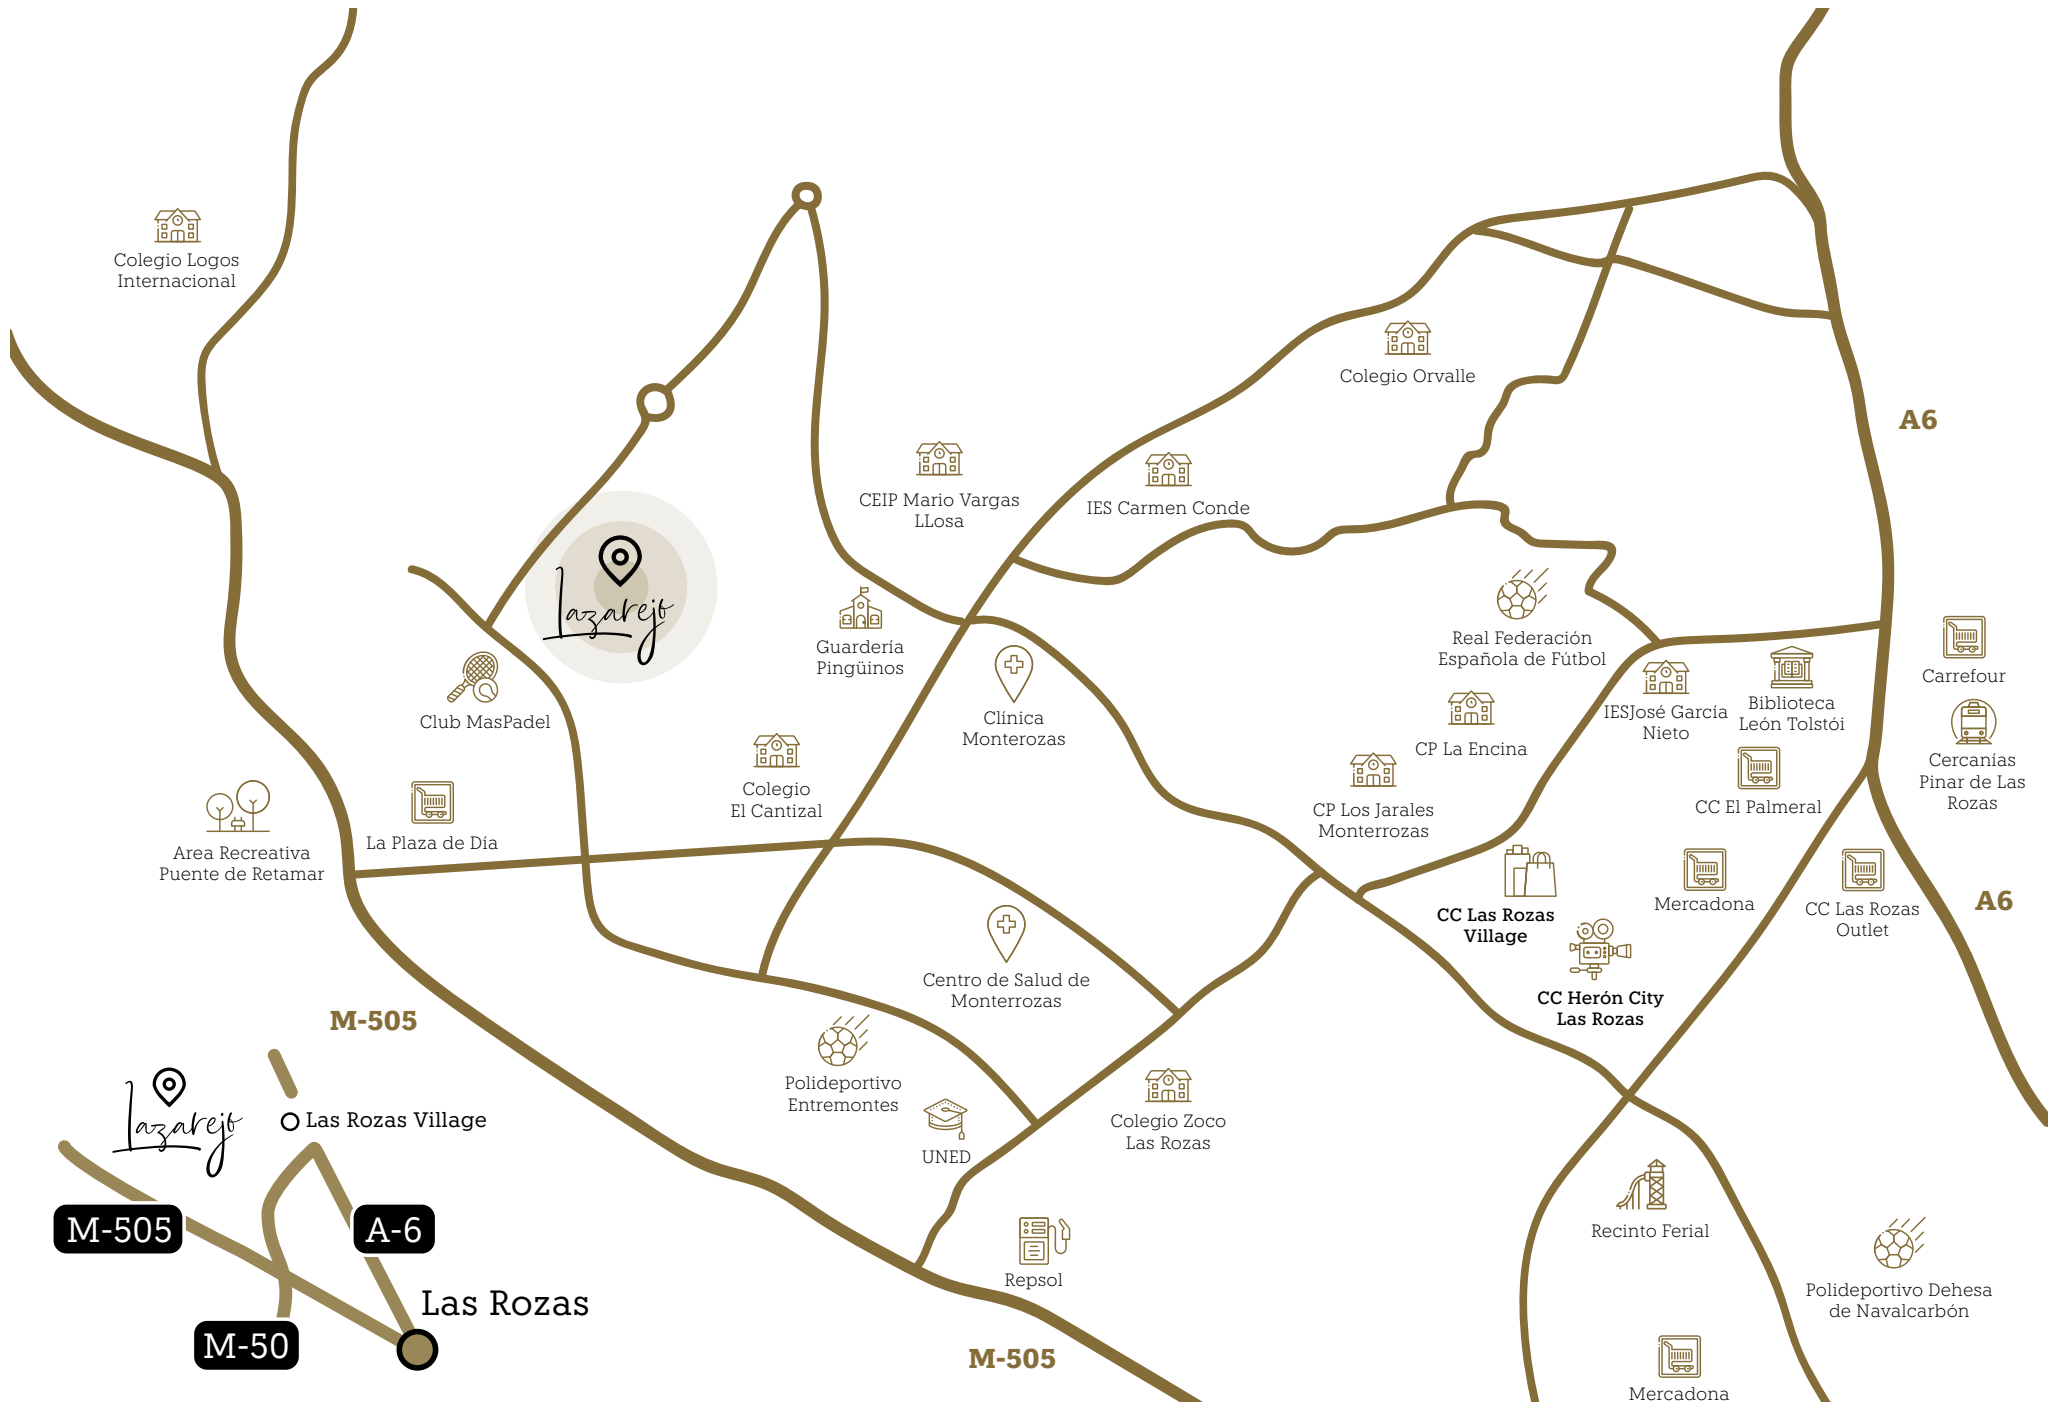 Colegio Logos
Internacional
Colegio Orvalle
A6
CEIP Mario Vargas
LLosa
IES Carmen Conde
Lazarejo
Guardería
Pingüinos
Real Federación
Española de Fútbol
Carrefour
Club MasPadel
Clínica
Monterozas
IESJosé García
Nieto
Biblioteca
León Tolstói
CP La Encina
Cercanías
Pinar de Las
Rozas
Colegio
El Cantizal
CP Los Jarales
Monterrozas
CC El Palmeral
La Plaza de Día
Area Recreativa
Puente de Retamar
CC Las Rozas
Village
Mercadona
CC Las Rozas
Outlet
A6
Centro de Salud de
Monterrozas
CC Herón City
Las Rozas
M-505
Polideportivo
Entremontes
UNED
Colegio Zoco
Las Rozas
Lazarejo
Las Rozas Village
M-505
A-6
Las Rozas
M-50
Recinto Ferial
Repsol
Polideportivo Dehesa
de Navalcarbón
M-505
Mercadona